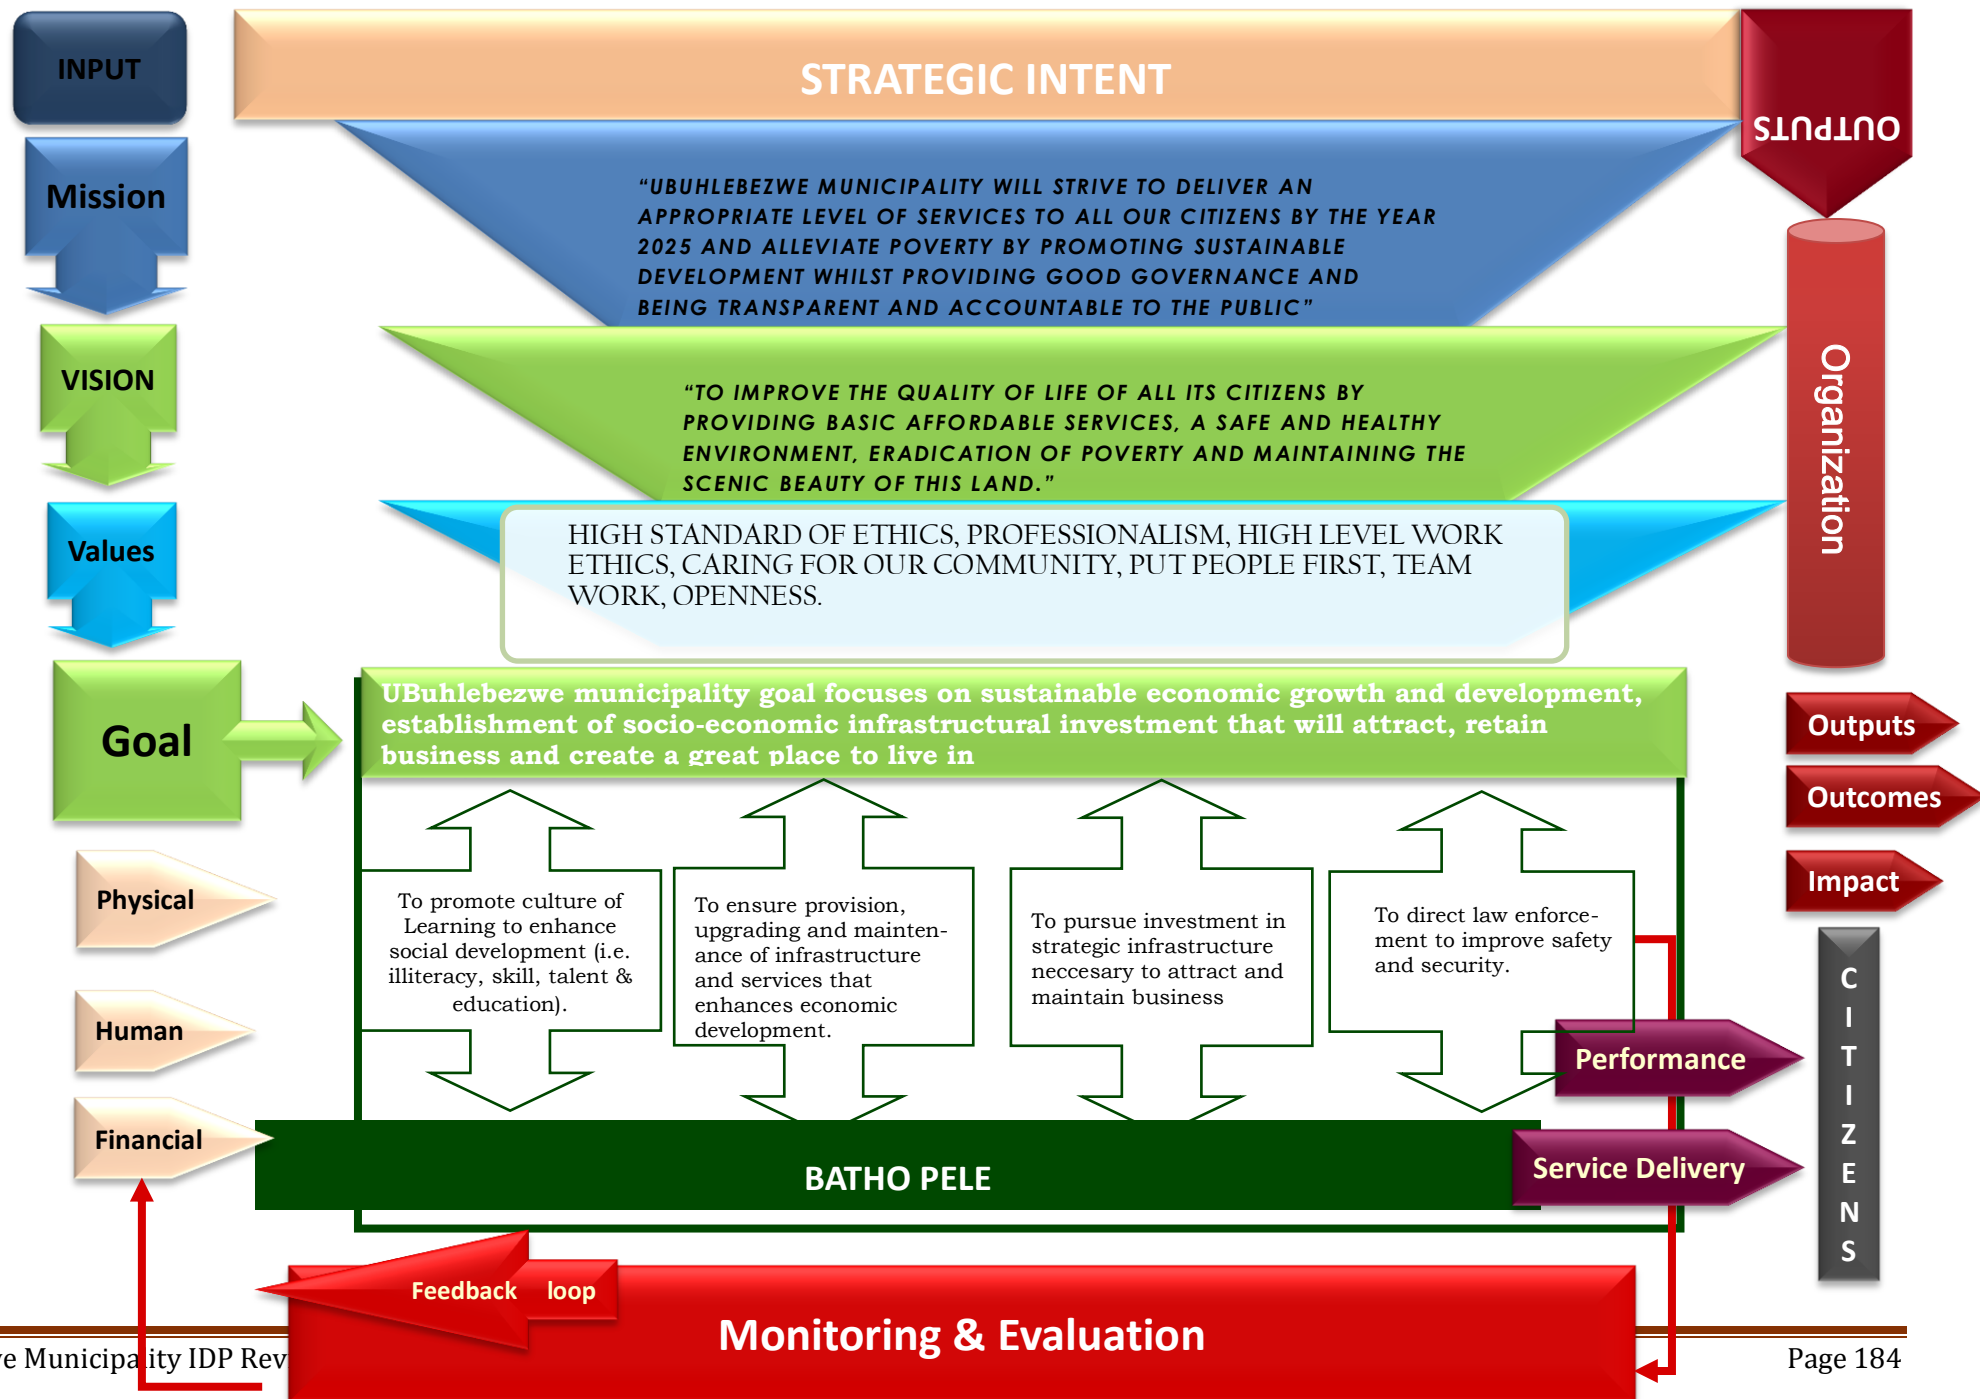 INPUT
STRATEGIC INTENT
OUTPUTS
Mission
“UBUHLEBEZWE MUNICIPALITY WILL STRIVE TO DELIVER AN
APPROPRIATE LEVEL OF SERVICES TO ALL OUR CITIZENS BY THE YEAR
2025 AND ALLEVIATE POVERTY BY PROMOTING SUSTAINABLE
DEVELOPMENT WHILST PROVIDING GOOD GOVERNANCE AND
BEING TRANSPARENT AND ACCOUNTABLE TO THE PUBLIC”
VISION
“TO IMPROVE THE QUALITY OF LIFE OF ALL ITS CITIZENS BY
PROVIDING BASIC AFFORDABLE SERVICES, A SAFE AND HEALTHY
ENVIRONMENT, ERADICATION OF POVERTY AND MAINTAINING THE
SCENIC BEAUTY OF THIS LAND.”
Organization
Values
HIGH STANDARD OF ETHICS, PROFESSIONALISM, HIGH LEVEL WORK
ETHICS, CARING FOR OUR COMMUNITY, PUT PEOPLE FIRST, TEAM
WORK, OPENNESS.
Goal
UBuhlebezwe municipality goal focuses on sustainable economic growth and development,
establishment of socio-economic infrastructural investment that will attract, retain
business and create a great place to live in
Outputs
Outcomes
Impact
Physical
Human
Financial
To promote culture of
Learning to enhance
social development (i.e.
illiteracy, skill, talent &
education).
To ensure provision,
upgrading and mainten-
ance of infrastructure
and services that
enhances economic
development.
To pursue investment in
strategic infrastructure
neccesary to attract and
maintain business
To direct law enforce-
ment to improve safety
and security.
Performance
Service Delivery
C
I
T
I
Z
E
N
S
BATHO PELE
Feedback loop
Monitoring & Evaluation
e Municipality IDP Rev
Page 184